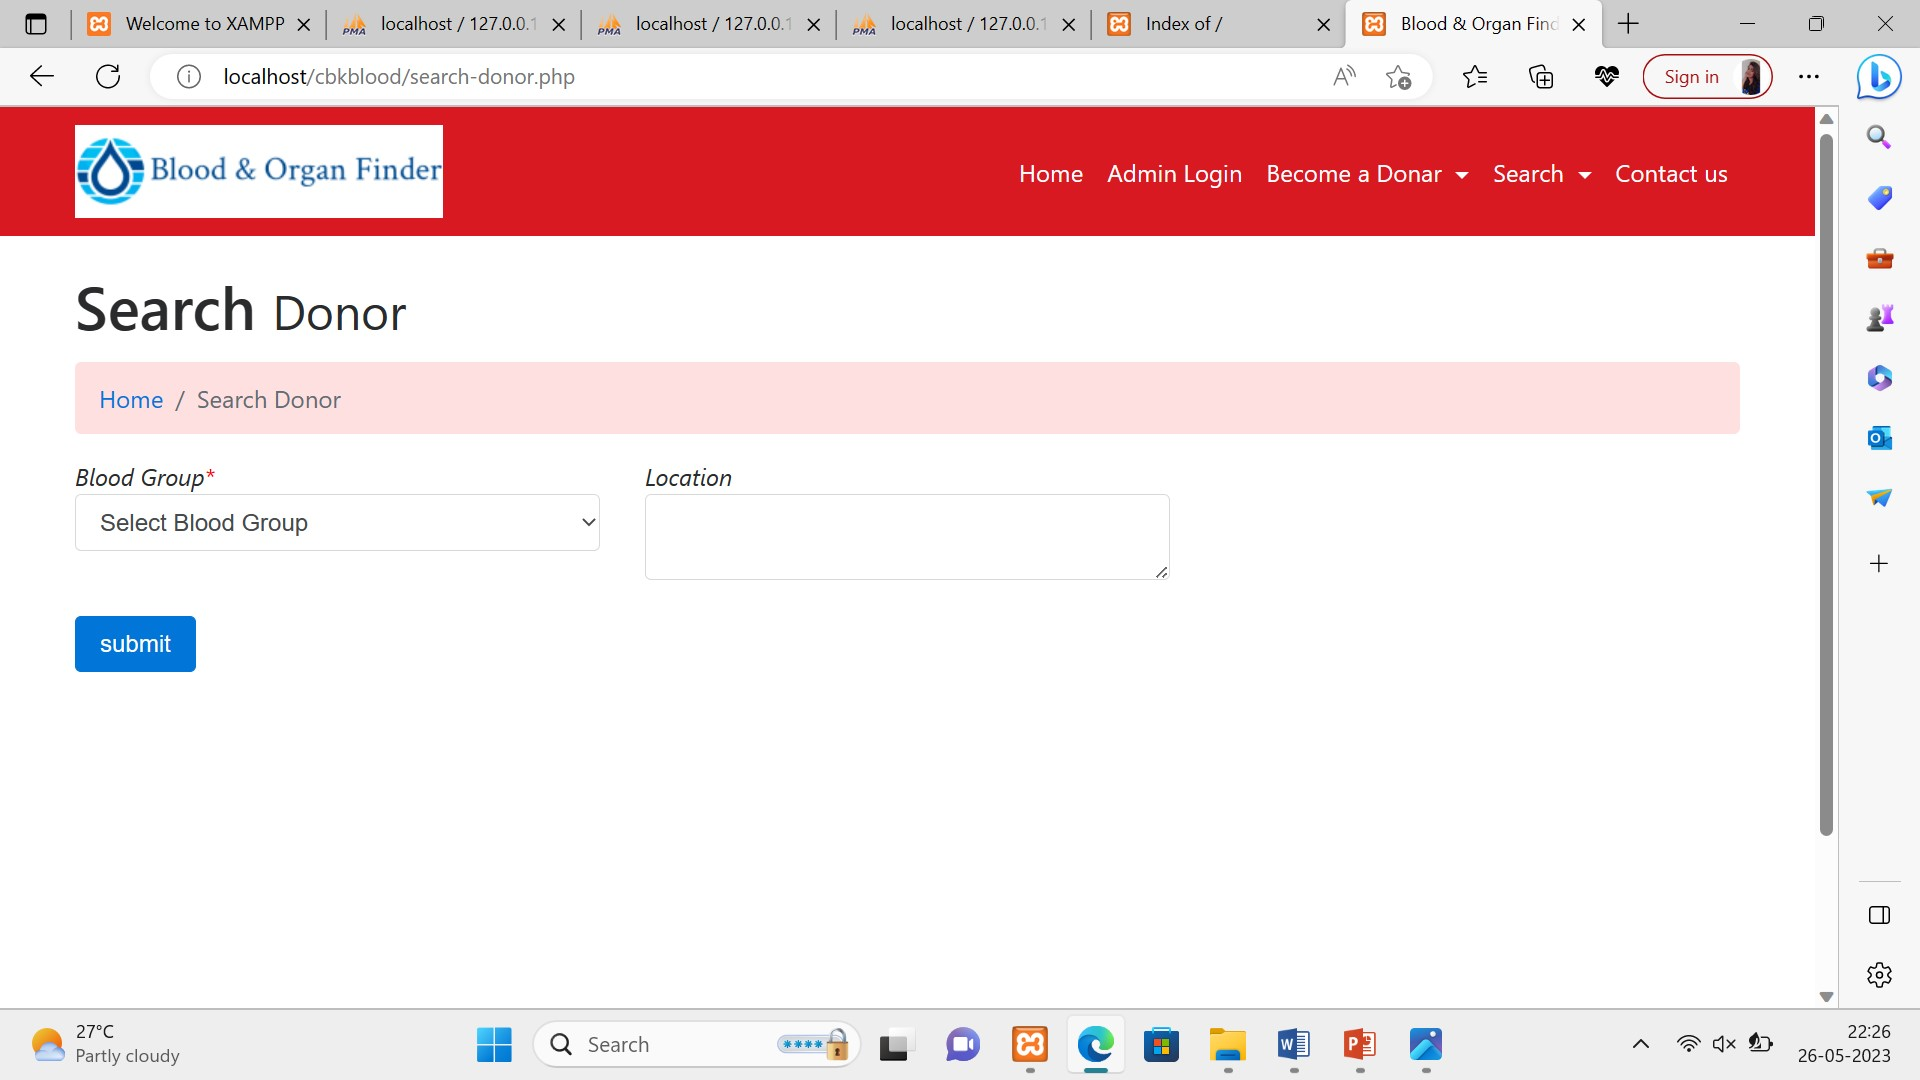 Welcome to XAMPP
localhost / 127.0.0.1
localhost / 127.0.0.1
localhost / 127.0.0.1
Index of /
Blood & Organ Find
localhost/cbkblood/search-donor.php
Sign in
Blood & Organ Finder
Home Admin Login Become a Donar Search Contact us
Search Donor
Home / Search Donor
Blood Group* Location
Select Blood Group
submit
27°C
Partly cloudy
Search
22:26
26-05-2023